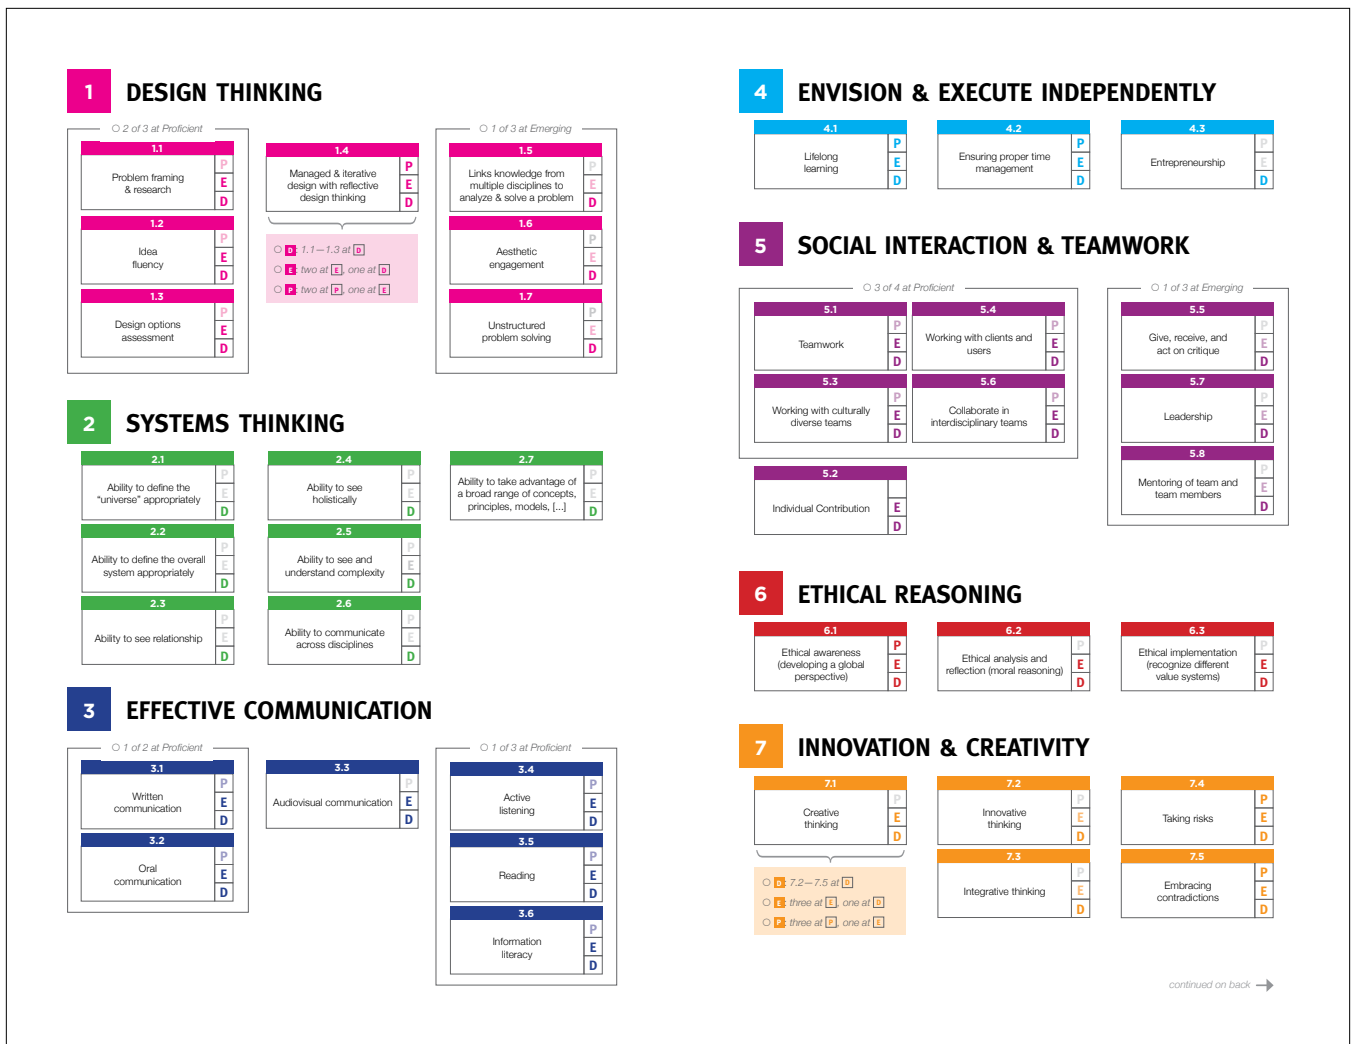 1 DESIGN THINKING
2 of 3 at Proficient
1.1
Problem framing
& research
P
E
D
1.2
Idea
fluency
P
E
D
1.3
Design options
assessment
P
E
D
1.4
Managed & iterative
design with reflective
design thinking
P
E
D
D: 1.1—1.3 at D
E: two at E, one at D
P: two at P, one at E
1 of 3 at Emerging
1.5
Links knowledge from
multiple disciplines to
analyze & solve a problem
P
E
D
1.6
Aesthetic
engagement
P
E
D
1.7
Unstructured
problem solving
P
E
D
2 SYSTEMS THINKING
2.1
Ability to define the
“universe” appropriately
P
E
D
2.2
Ability to define the overall
system appropriately
P
E
D
2.3
Ability to see relationship
P
E
D
2.4
Ability to see
holistically
P
E
D
2.5
Ability to see and
understand complexity
P
E
D
2.6
Ability to communicate
across disciplines
P
E
D
2.7
Ability to take advantage of
a broad range of concepts,
principles, models, [...]
P
E
D
3 EFFECTIVE COMMUNICATION
1 of 2 at Proficient
3.1
Written
communication
P
E
D
3.2
Oral
communication
P
E
D
3.3
Audiovisual communication
P
E
D
1 of 3 at Proficient
3.4
Active
listening
P
E
D
3.5
Reading
P
E
D
3.6
Information
literacy
P
E
D
4 ENVISION & EXECUTE INDEPENDENTLY
4.1
Lifelong
learning
P
E
D
4.2
Ensuring proper time
management
P
E
D
4.3
Entrepreneurship
P
E
D
5 SOCIAL INTERACTION & TEAMWORK
3 of 4 at Proficient
5.1
Teamwork
P
E
D
5.4
Working with clients and
users
P
E
D
5.3
Working with culturally
diverse teams
P
E
D
5.6
Collaborate in
interdisciplinary teams
P
E
D
5.2
Individual Contribution
E
D
1 of 3 at Emerging
5.5
Give, receive, and
act on critique
P
E
D
5.7
Leadership
P
E
D
5.8
Mentoring of team and
team members
P
E
D
6 ETHICAL REASONING
6.1
Ethical awareness
(developing a global
perspective)
P
E
D
6.2
Ethical analysis and
reflection (moral reasoning)
P
E
D
6.3
Ethical implementation
(recognize different
value systems)
P
E
D
7 INNOVATION & CREATIVITY
7.1
Creative
thinking
P
E
D
D: 7.2—7.5 at D
E: three at E, one at D
P: three at P, one at E
7.2
Innovative
thinking
P
E
D
7.3
Integrative thinking
P
E
D
7.4
Taking risks
P
E
D
7.5
Embracing
contradictions
P
E
D
continued on back